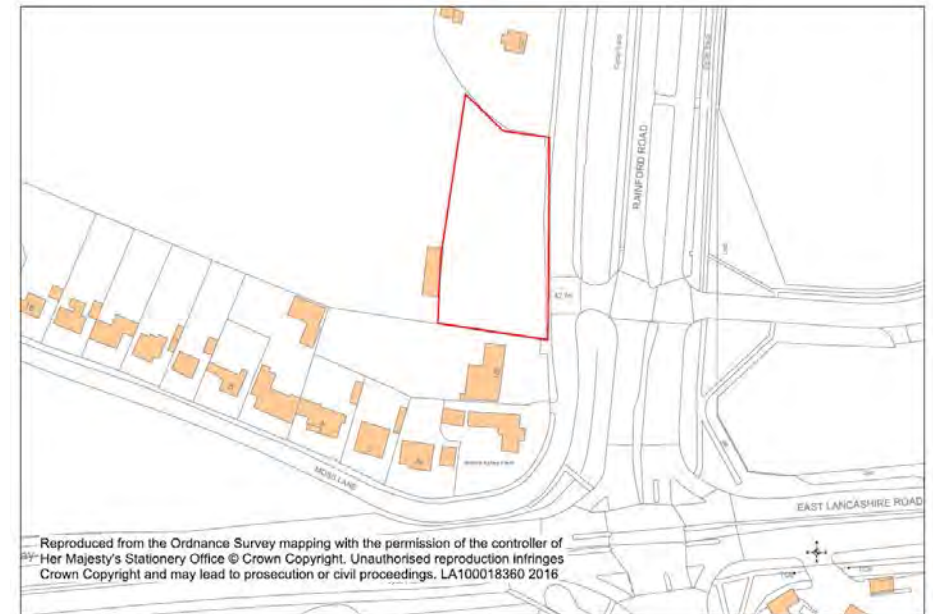 RAINFORD ROAD
42.9m
MOSS LANE
EAST LANCASHIRE ROAD
Reproduced from the Ordnance Survey mapping with the permission of the controller of
Her Majesty's Stationery Office © Crown Copyright. Unauthorised reproduction infringes
Crown Copyright and may lead to prosecution or civil proceedings. LA100018360 2016